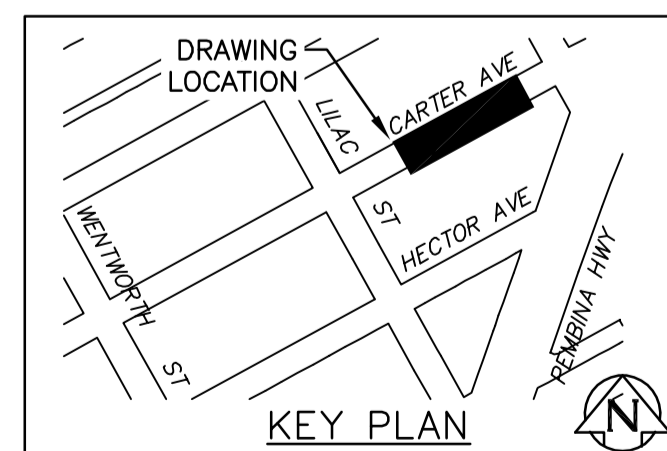 DRAWING
LOCATION
LILAC
ST
CARTER AVE
HECTOR AVE
WENTWORTH
ST
PEMBINA HWY
KEY PLAN
N